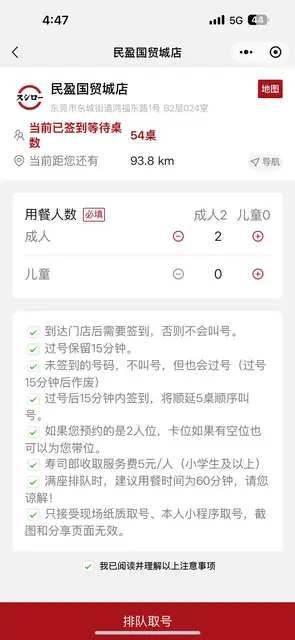 4:47
5G
44
民盈国贸城店
スシロー
民盈国贸城店
地图
东莞市东城街道鸿福东路1号 B2层024室
当前已签到等待桌数
54桌
当前距您还有
93.8 km
导航
用餐人数 必填
成人2 儿童0
成人
2
儿童
0
到达门店后需要签到，否则不会叫号。
过号保留15分钟。
未签到的号码，不叫号，但也会过号（过号
15分钟后作废）
过号后15分钟内签到，将顺延5桌顺序叫
号。
如果您预约的是2人位，卡位如果有空位也
可以为您带位。
寿司郎收取服务费5元/人（小学生及以上）
满座排队时，建议用餐时间为60分钟，请您
谅解！
只接受现场纸质取号、本人小程序取号，截
图和分享页面无效。
我已阅读并理解以上注意事项
排队取号